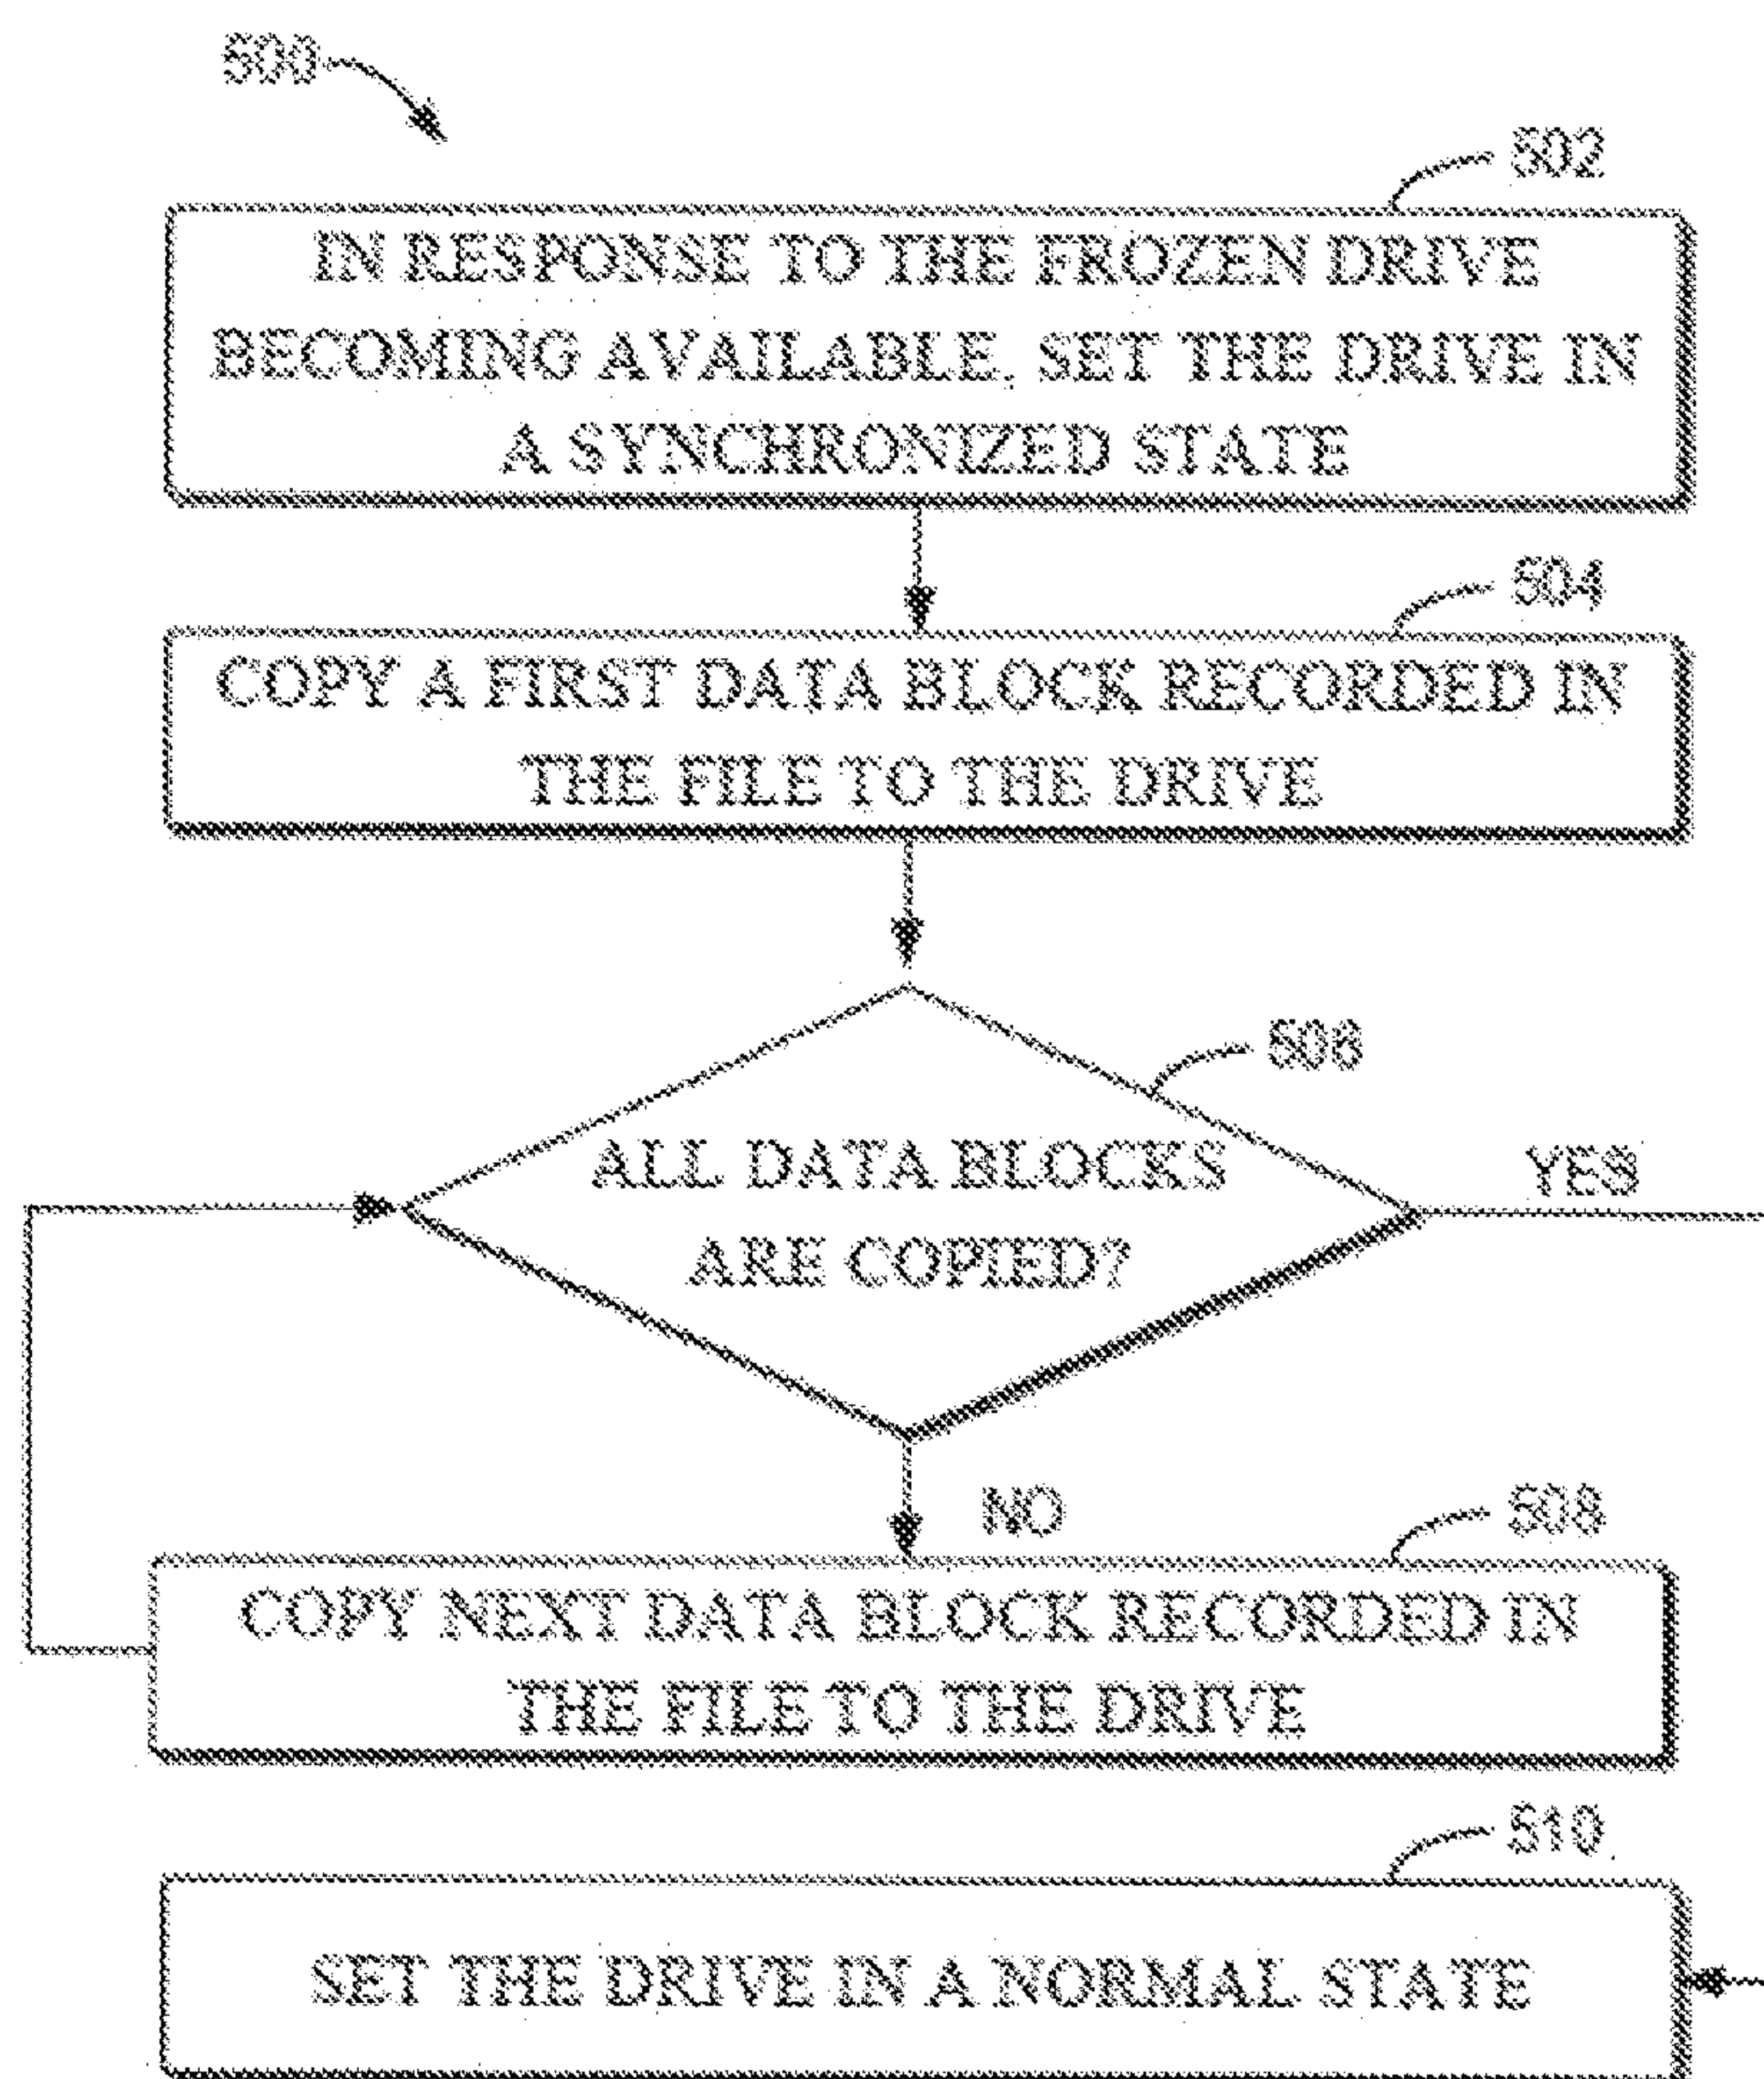 500
502
IN RESPONSE TO THE FROZEN DRIVE
BECOMING AVAILABLE, SET THE DRIVE IN
A SYNCHRONIZED STATE
504
COPY A FIRST DATA BLOCK RECORDED IN
THE FILE TO THE DRIVE
506
ALL DATA BLOCKS
ARE COPIED?
YES
NO
508
COPY NEXT DATA BLOCK RECORDED IN
THE FILE TO THE DRIVE
510
SET THE DRIVE IN A NORMAL STATE